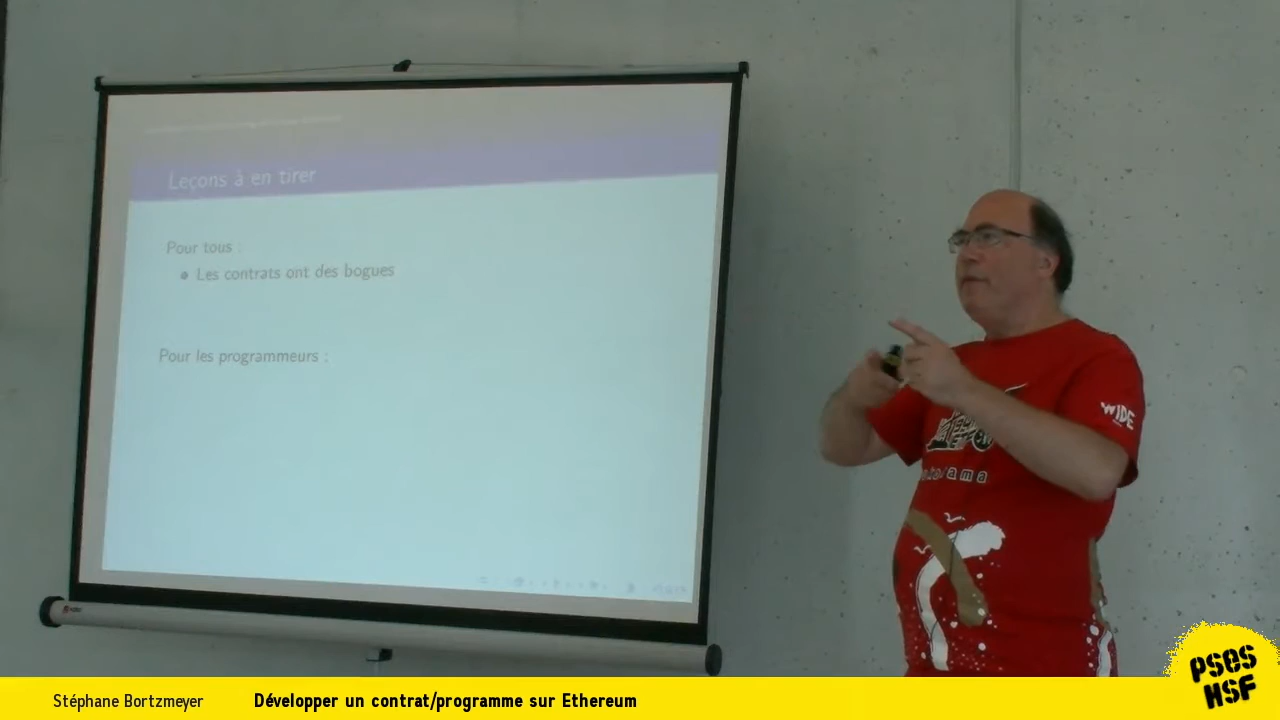 Leçons à en tirer
Pour tous :
Les contrats ont des bogues
Pour les programmeurs :
WIDE
ama
Stéphane Bortzmeyer Développer un contrat/programme sur Ethereum
PSES
HSF